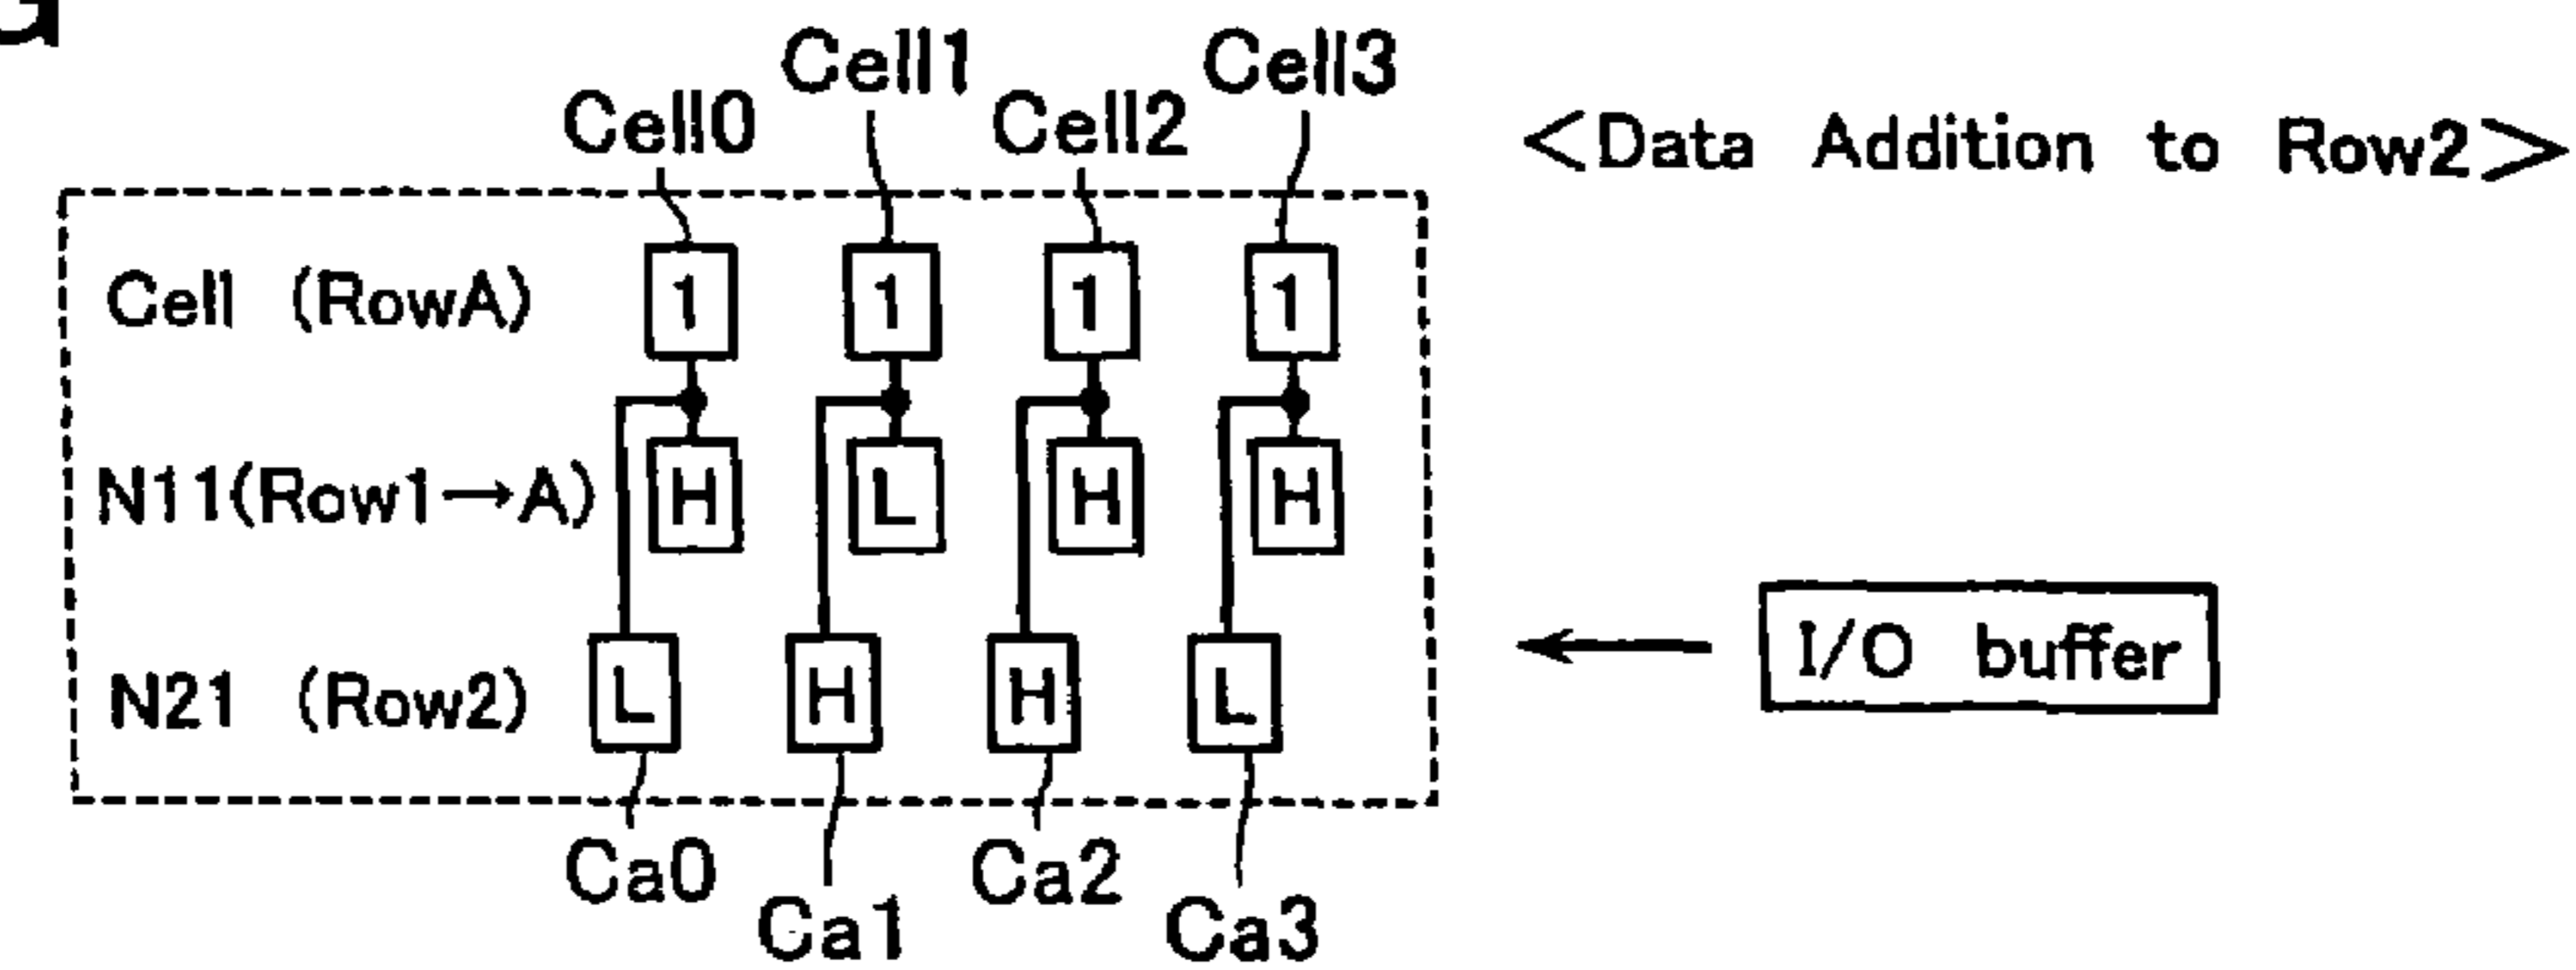 G
Cell0 Cell1 Cell2 Cell3
<Data Addition to Row2>
Cell (RowA) 1 1 1 1
N11(Row1→A) H L H H
I/O buffer
N21 (Row2) L H H L
Ca0 Ca1 Ca2 Ca3